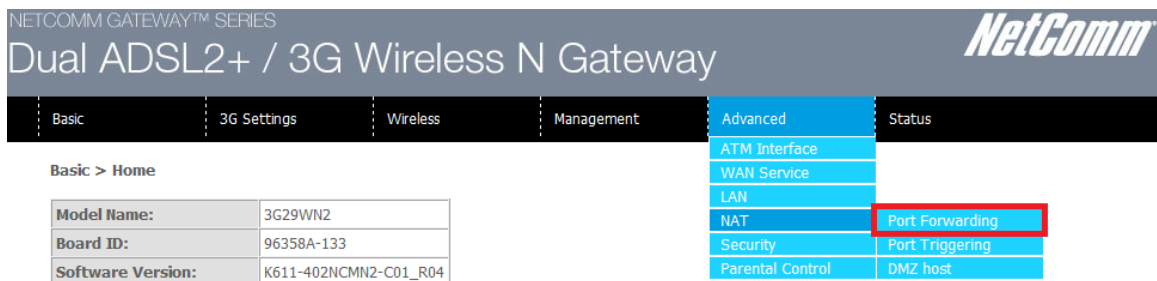 NETCOMM GATEWAY™ SERIES
Dual ADSL2+ / 3G Wireless N Gateway
NetComm
Basic 3G Settings Wireless Management Advanced Status
ATM Interface
Basic > Home
WAN Service
LAN
Model Name: 3G29WN2
NAT Port Forwarding
Board ID: 96358A-133
Security Port Triggering
Software Version: K611-402NCMN2-C01_R04
Parental Control DMZ host